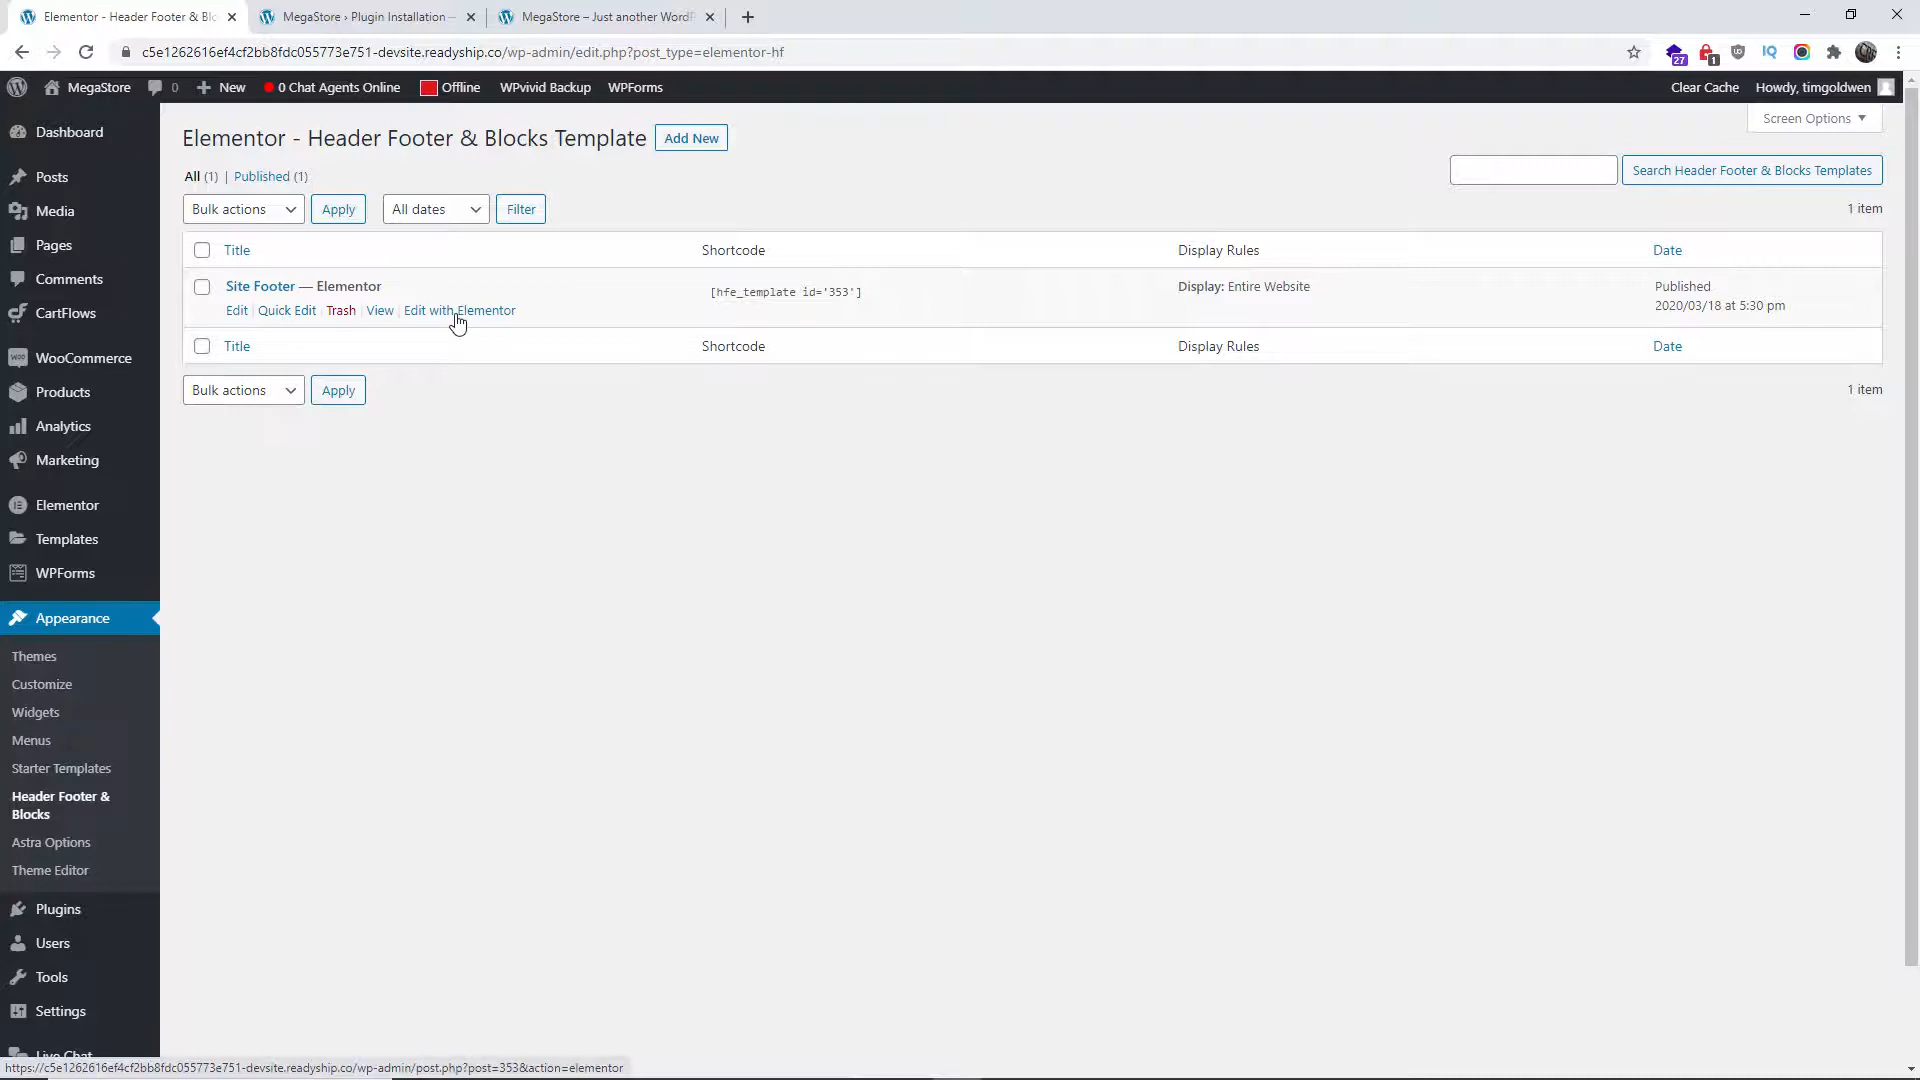 Elementor - Header Footer & Blo
MegaStore › Plugin Installation —
MegaStore – Just another WordP
c5e1262616ef4cf2bb8fdc055773e751-devsite.readyship.co/wp-admin/edit.php?post_type=elementor-hf
27
1
IQ
MegaStore
0
New
0 Chat Agents Online
Offline
WPvivid Backup
WPForms
Clear Cache
Howdy, timgoldwen
Dashboard
Posts
Media
Pages
Comments
CartFlows
WooCommerce
Products
Analytics
Marketing
Elementor
Templates
WPForms
Appearance
Themes
Customize
Widgets
Menus
Starter Templates
Header Footer &
Blocks
Astra Options
Theme Editor
Plugins
Users
Tools
Settings
Live Chat
Screen Options
Elementor - Header Footer & Blocks Template
Add New
All (1) | Published (1)
Search Header Footer & Blocks Templates
Bulk actions
Apply
All dates
Filter
1 item
Title
Shortcode
Display Rules
Date
Site Footer — Elementor
Edit | Quick Edit | Trash | View | Edit with Elementor
[hfe_template id='353']
Display: Entire Website
Published
2020/03/18 at 5:30 pm
Title
Shortcode
Display Rules
Date
Bulk actions
Apply
1 item
https://c5e1262616ef4cf2bb8fdc055773e751-devsite.readyship.co/wp-admin/post.php?post=353&action=elementor